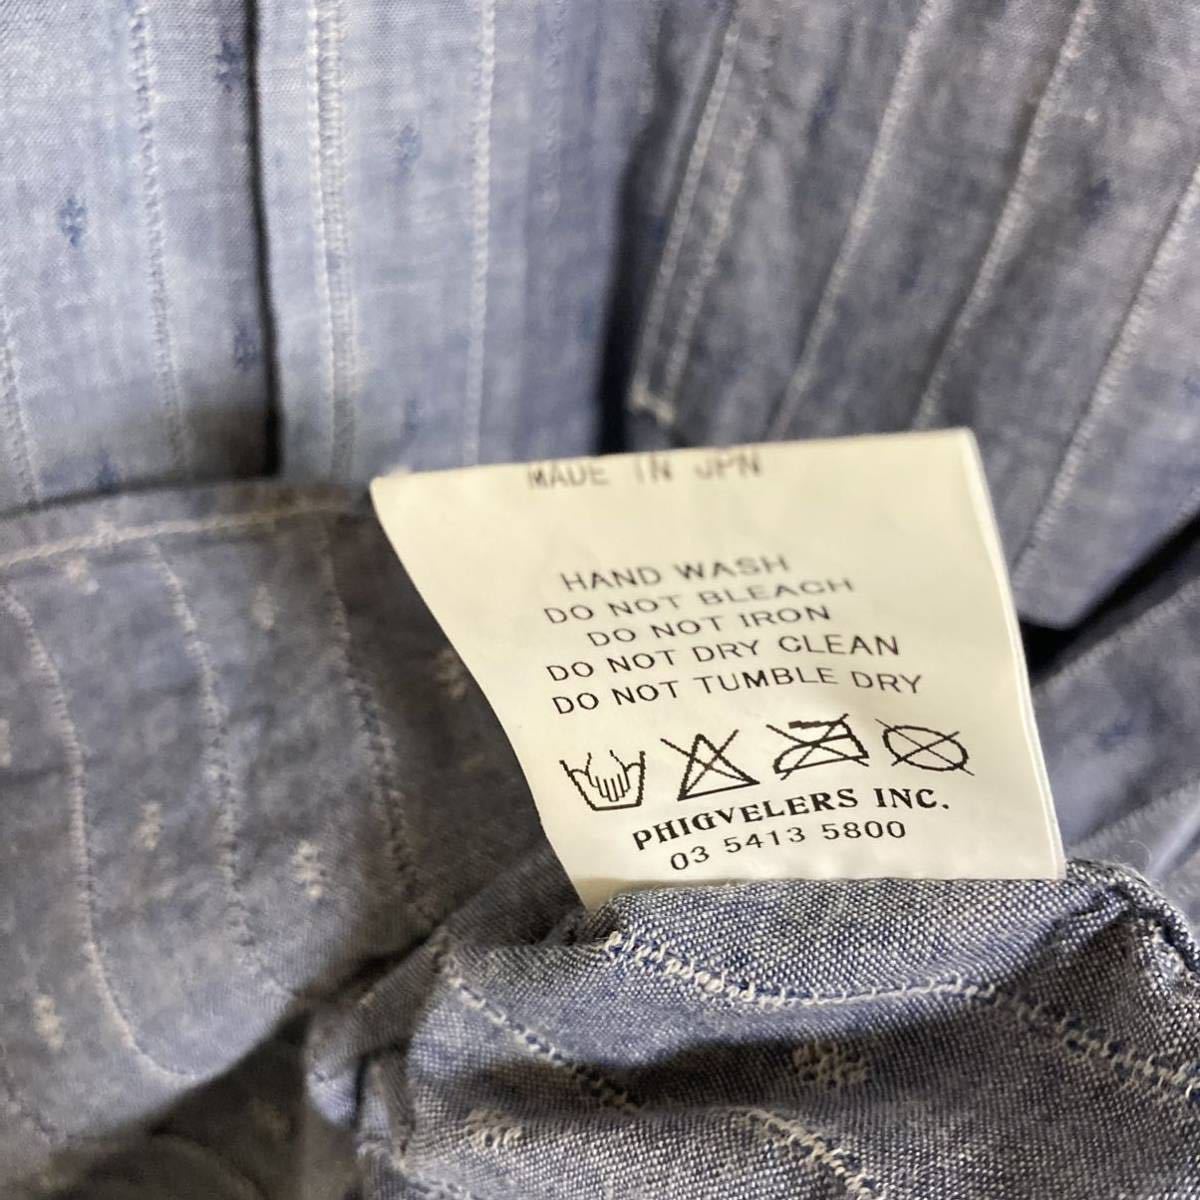 MADE IN JPN
HAND WASH
DO NOT BLEACH
DO NOT IRON
DO NOT DRY CLEAN
DO NOT TUMBLE DRY
PHIGVELERS INC.
03 5413 5800